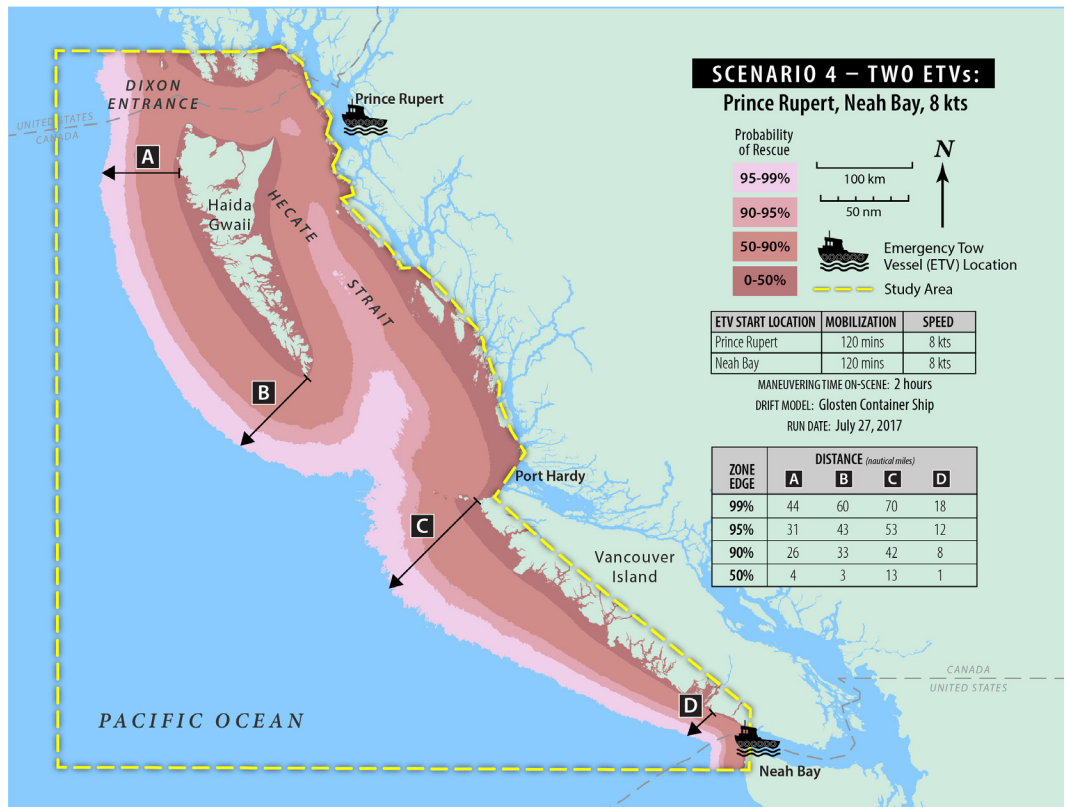 SCENARIO 4 – TWO ETVs:
Prince Rupert, Neah Bay, 8 kts
Probability
of Rescue
95-99%
90-95%
50-90%
0-50%
100 km
50 nm
N
Emergency Tow
Vessel (ETV) Location
Study Area
ETV START LOCATION MOBILIZATION SPEED
Prince Rupert 120 mins 8 kts
Neah Bay 120 mins 8 kts
MANEUVERING TIME ON-SCENE: 2 hours
DRIFT MODEL: Glosten Container Ship
RUN DATE: July 27, 2017
ZONE
EDGE
DISTANCE (nautical miles)
A B C D
99% 44 60 70 18
95% 31 43 53 12
90% 26 33 42 8
50% 4 3 13 1
DIXON
ENTRANCE
UNITED STATES
CANADA
Prince Rupert
A
Haida
Gwaii
HECATE
STRAIT
B
Port Hardy
C
Vancouver
Island
D
CANADA
UNITED STATES
PACIFIC OCEAN
Neah Bay